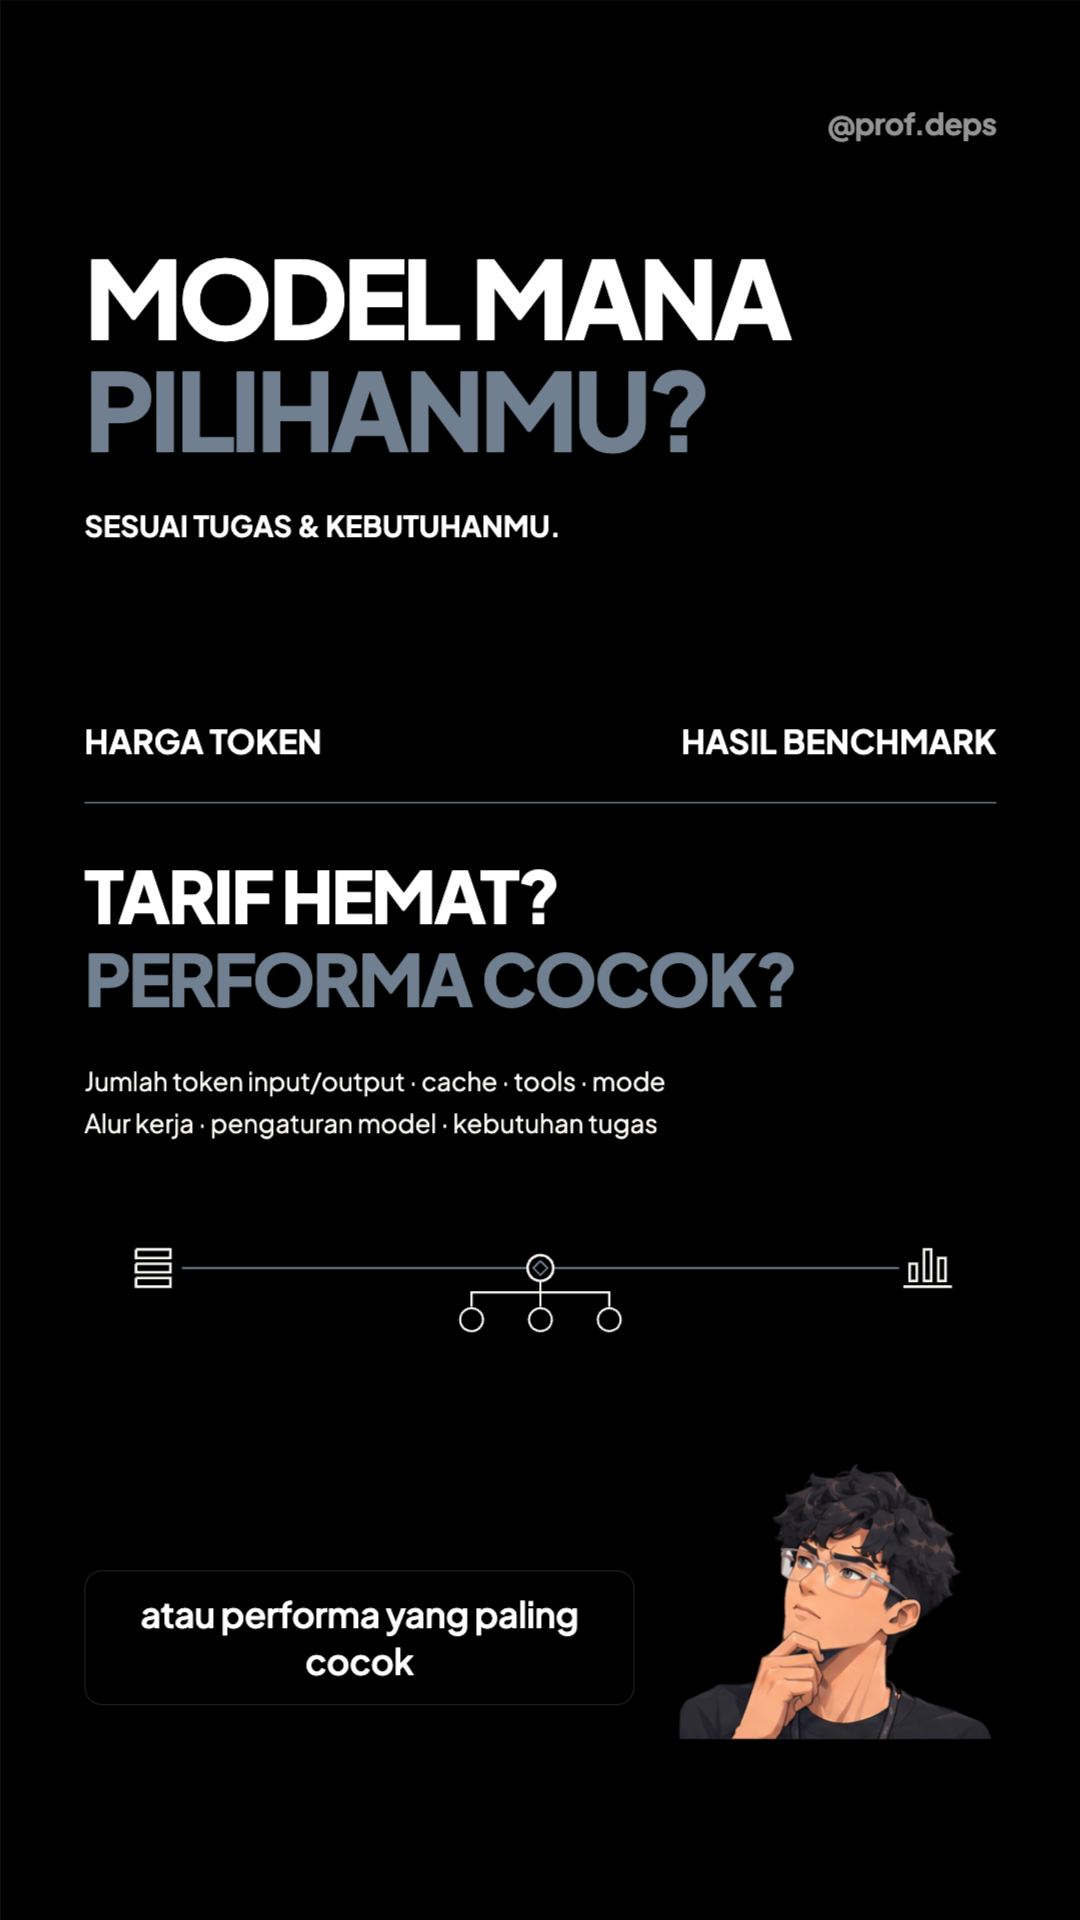 @prof.deps
MODEL MANA
PILIHANMU?
SESUAI TUGAS & KEBUTUHANMU.
HARGA TOKEN
HASIL BENCHMARK
TARIF HEMAT?
PERFORMA COCOK?
Jumlah token input/output · cache · tools · mode
Alur kerja · pengaturan model · kebutuhan tugas
atau performa yang paling
cocok